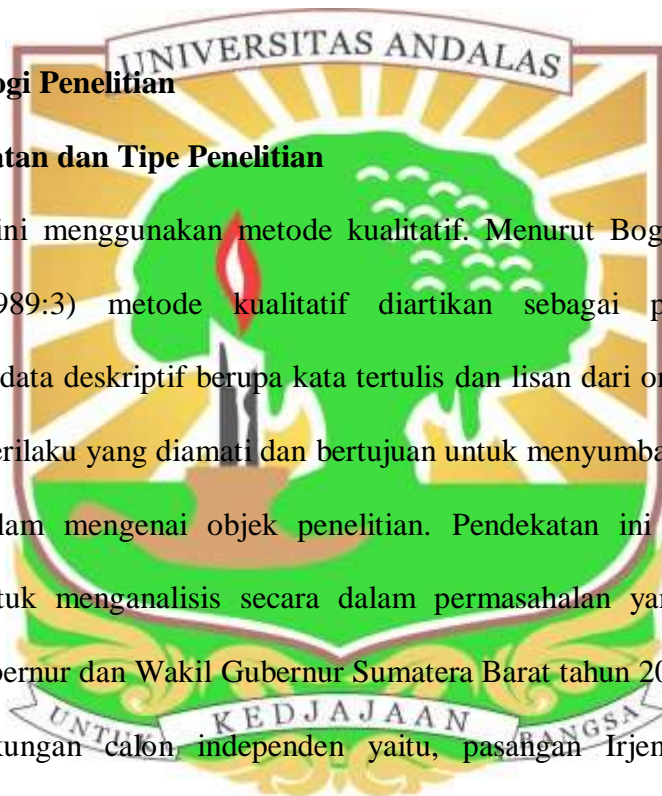 UNIVERSITAS ANDALAS
ogi Penelitian
atan dan Tipe Penelitian
ini menggunakan metode kualitatif. Menurut Bog
989:3) metode kualitatif diartikan sebagai p
data deskriptif berupa kata tertulis dan lisan dari or
erilaku yang diamati dan bertujuan untuk menyumba
lam mengenai objek penelitian. Pendekatan ini
tuk menganalisis secara dalam permasahalan yan
bernur dan Wakil Gubernur Sumatera Barat tahun 20
kungan calon independen yaitu, pasangan Irjen
UNTUK KEDJAJAAN BANGSA